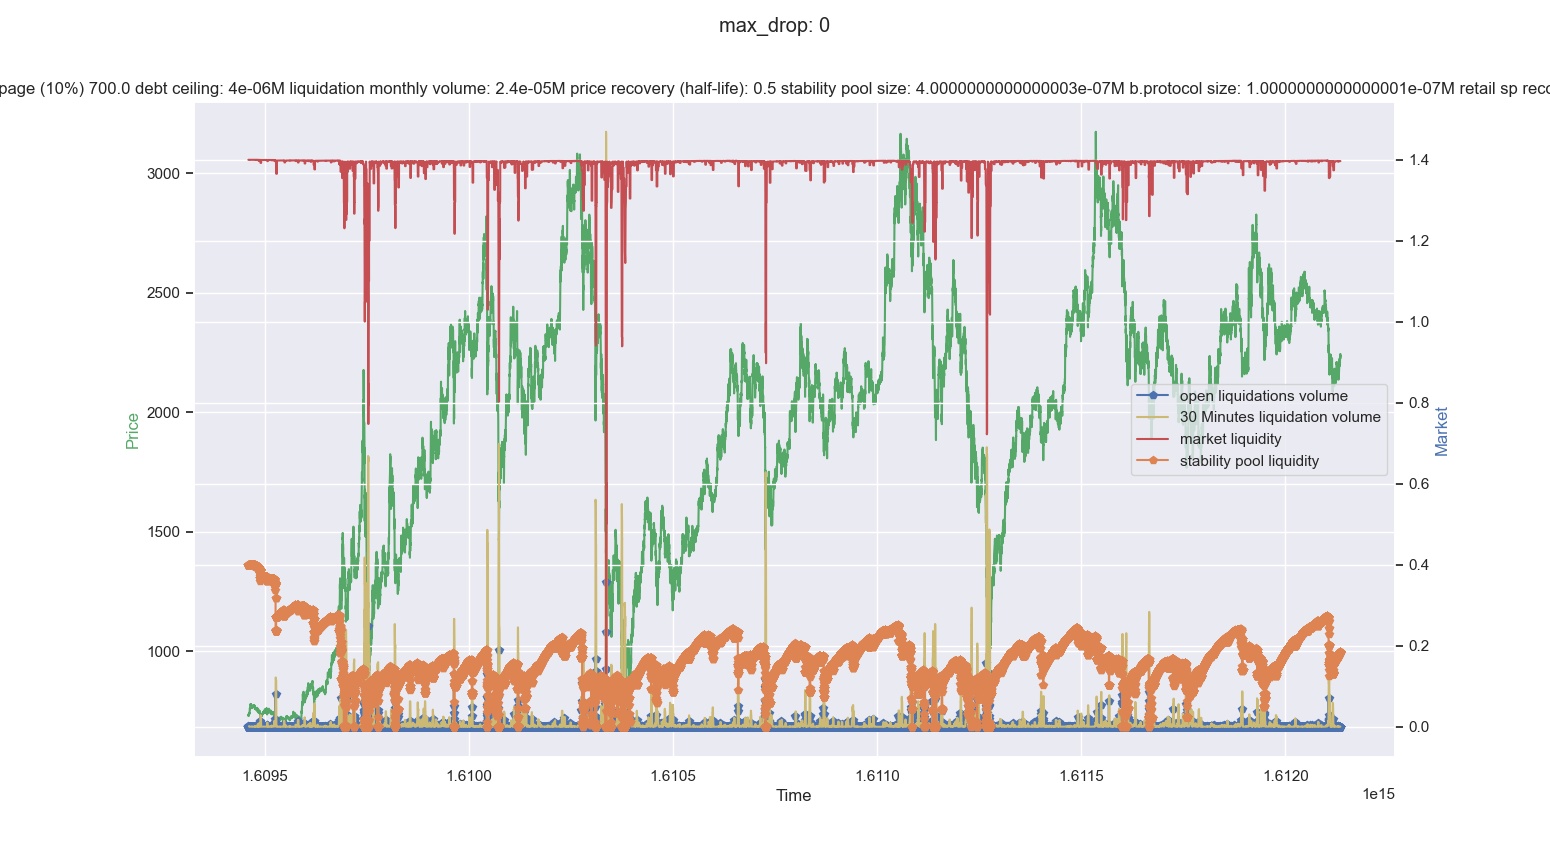 max_drop: 0
page (10%) 700.0 debt ceiling: 4e-06M liquidation monthly volume: 2.4e-05M price recovery (half-life): 0.5 stability pool size: 4.0000000000000003e-07M b.protocol size: 1.0000000000000001e-07M retail sp reco
3000
2500
2000
1500
1000
Price
1.4
1.2
1.0
0.8
0.6
0.4
0.2
0.0
Market
open liquidations volume
30 Minutes liquidation volume
market liquidity
stability pool liquidity
1.6095
1.6100
1.6105
1.6110
1.6115
1.6120
Time
1e15